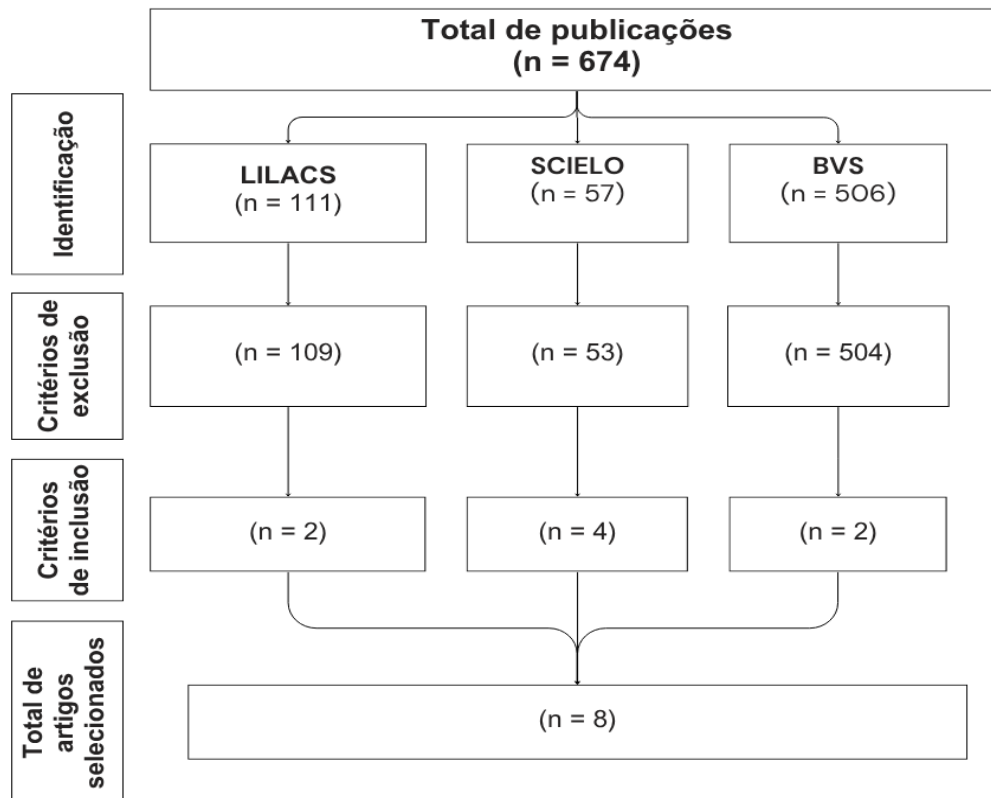 Total de publicações
(n = 674)
Identificação
LILACS
(n = 111)
SCIELO
(n = 57)
BVS
(n = 506)
Critérios de
exclusão
(n = 109)
(n = 53)
(n = 504)
Critérios
de inclusão
(n = 2)
(n = 4)
(n = 2)
Total de
artigos
selecionados
(n = 8)